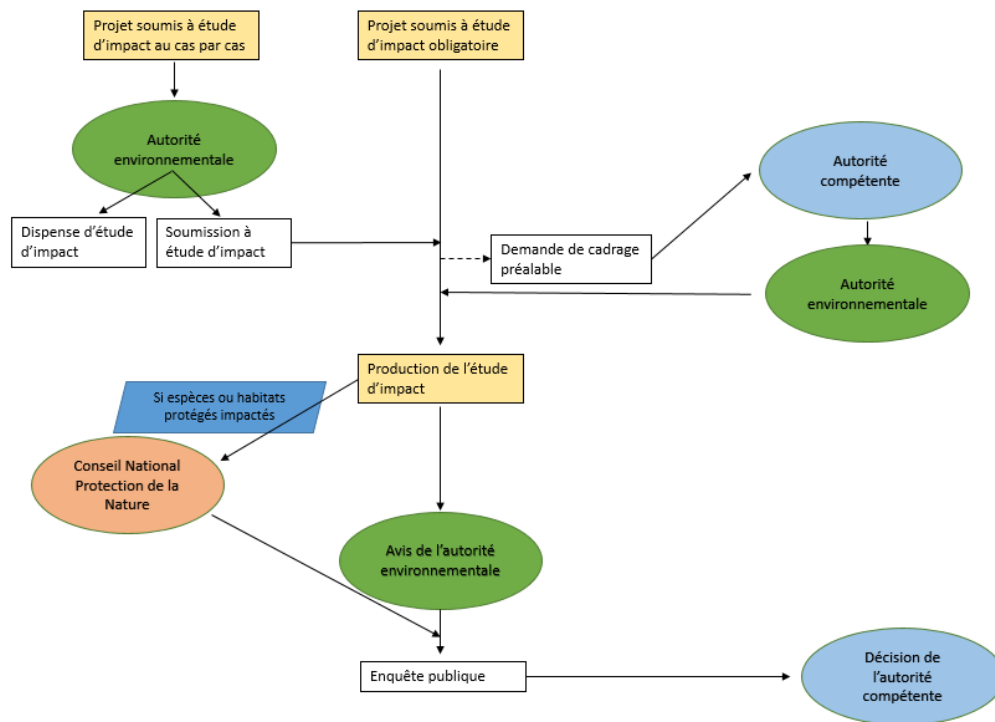 Projet soumis à étude
d’impact au cas par cas
Projet soumis à étude
d’impact obligatoire
Autorité
environnementale
Autorité
compétente
Dispense d’étude
d’impact
Soumission à
étude d’impact
Demande de cadrage
préalable
Autorité
environnementale
Production de l’étude
d’impact
Si espèces ou habitats
protégés impactés
Conseil National
Protection de la
Nature
Avis de l’autorité
environnementale
Enquête publique
Décision de
l’autorité
compétente